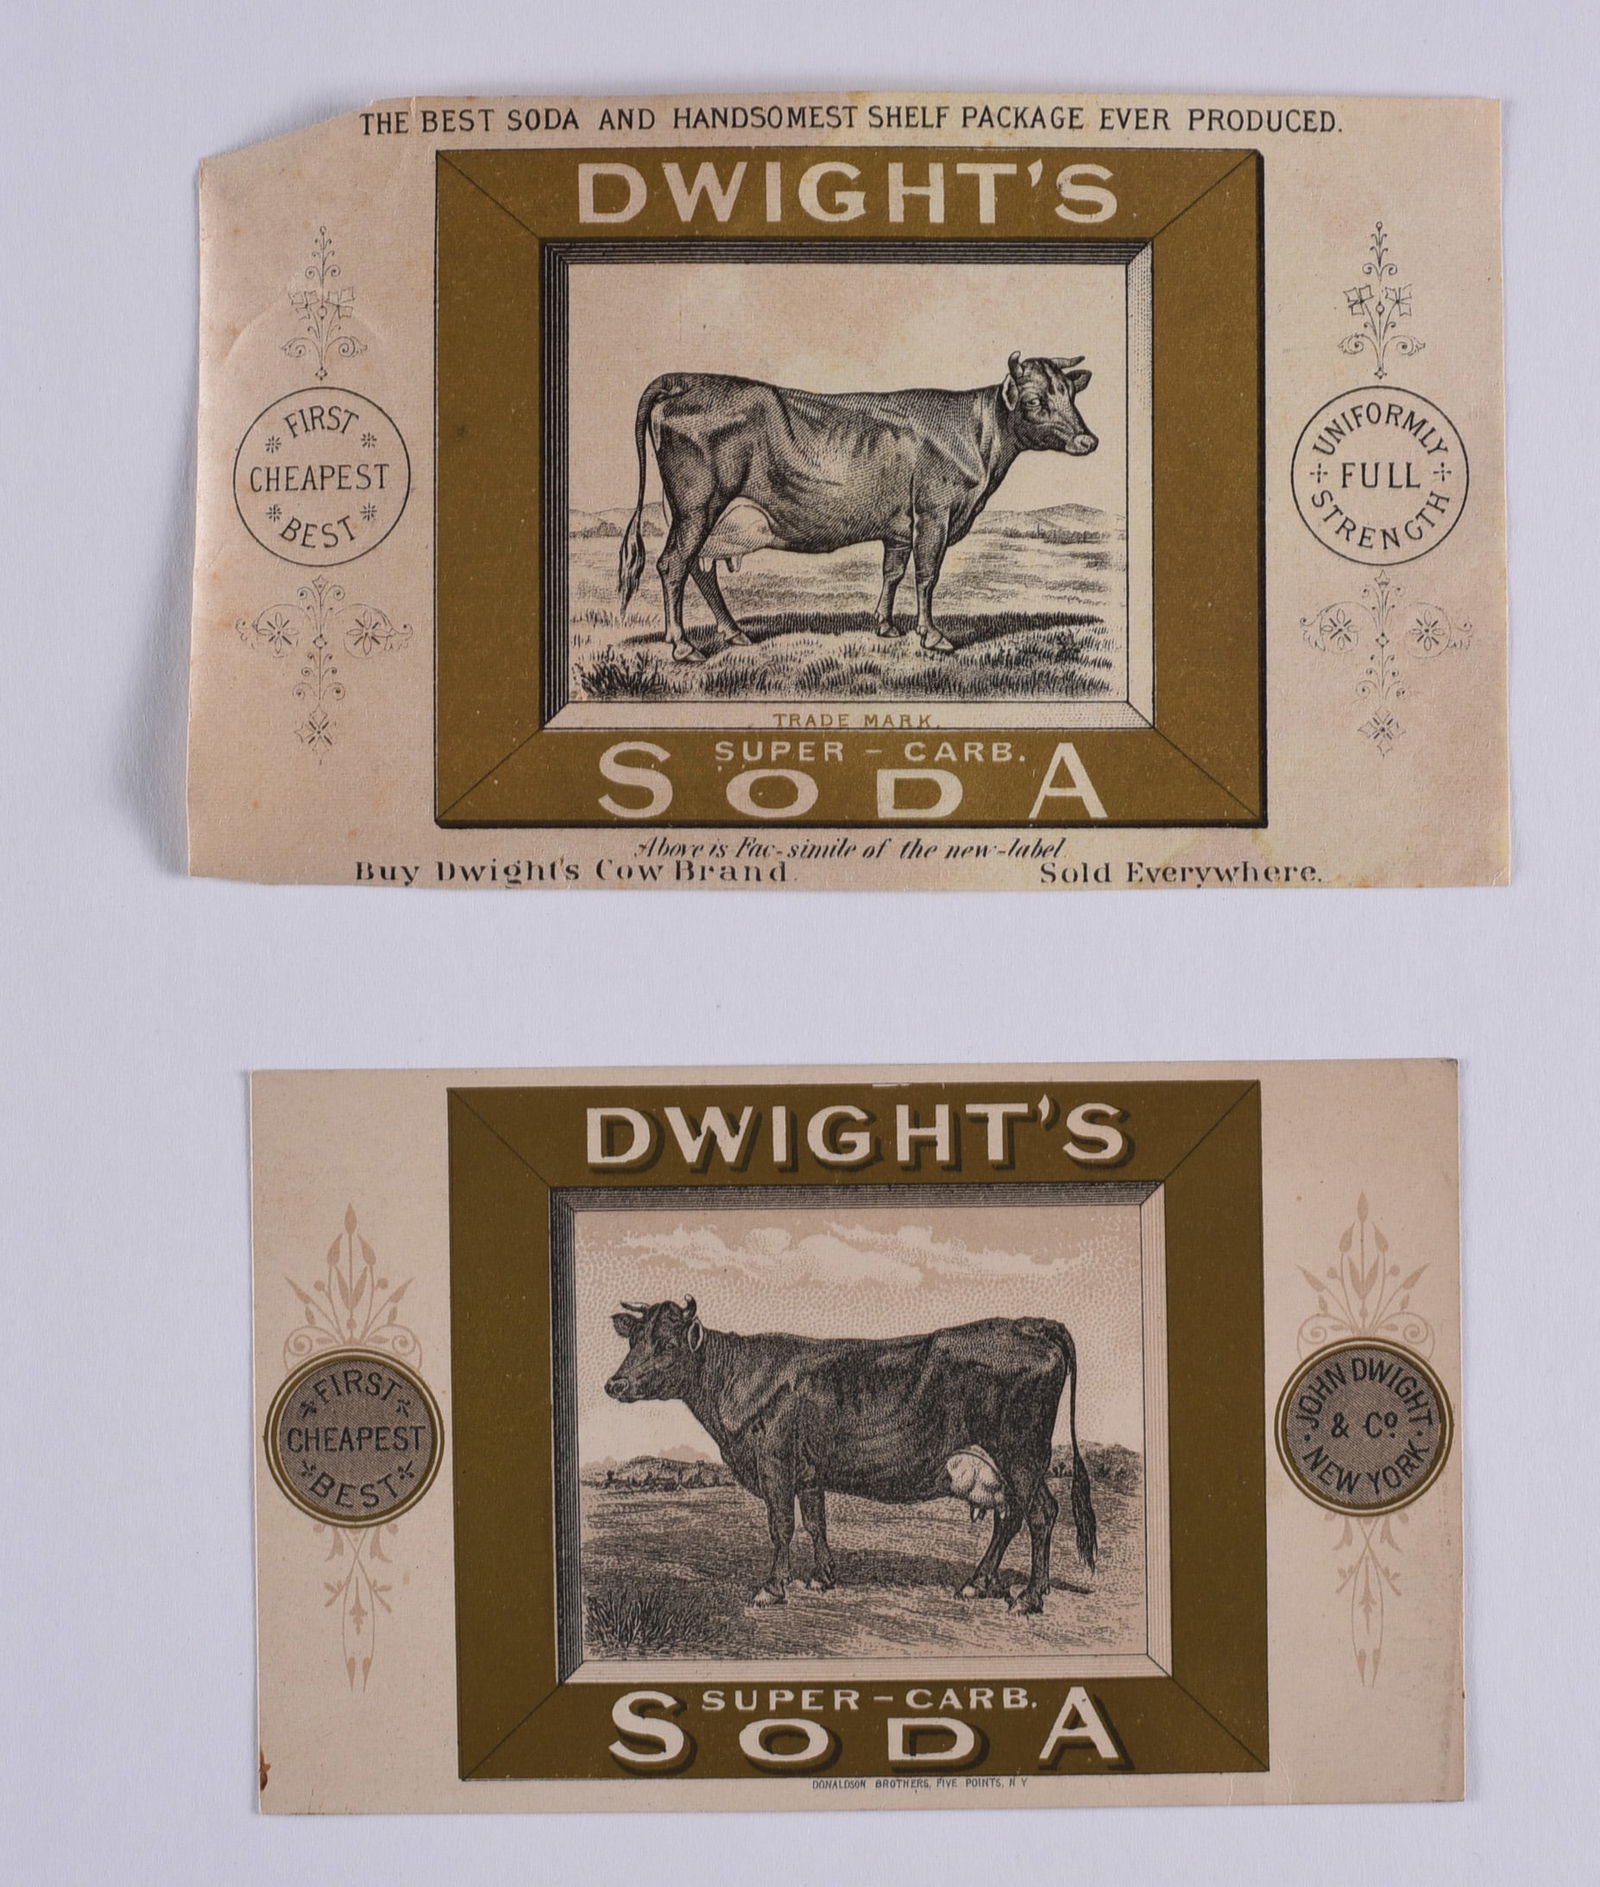 THE BEST SODA AND HANDSOMEST SHELF PACKAGE EVER PRODUCED.
DWIGHT'S
FIRST
CHEAPEST
BEST
UNIFORMLY
FULL
STRENGTH
TRADE MARK.
SUPER - CARB.
SODA
Above is Fac-simile of the new-label.
Buy Dwight's Cow Brand. Sold Everywhere.
DWIGHT'S
FIRST
CHEAPEST
BEST
JOHN DWIGHT
& Co
NEW YORK
SUPER - CARB.
SODA
DONALDSON BROTHERS, FIVE POINTS, N Y